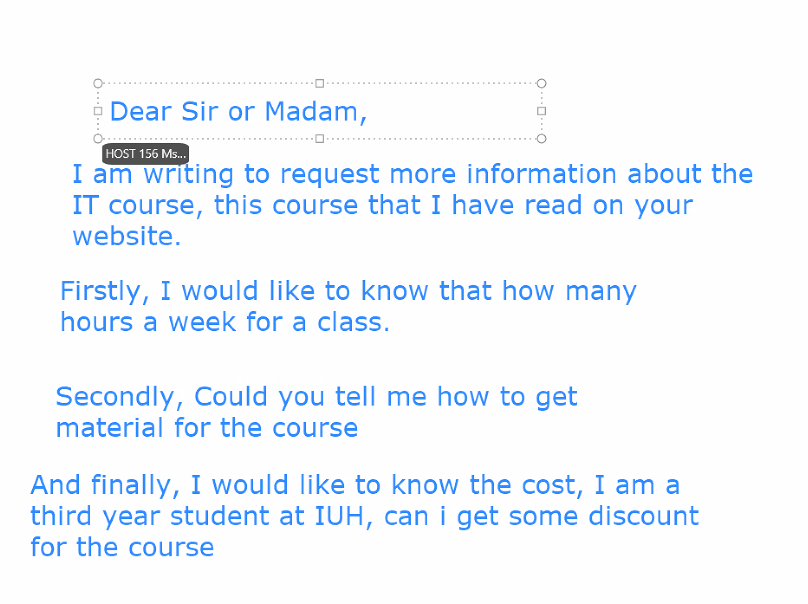 Dear Sir or Madam,
HOST 156 Ms...
I am writing to request more information about the
IT course, this course that I have read on your
website.
Firstly, I would like to know that how many
hours a week for a class.
Secondly, Could you tell me how to get
material for the course
And finally, I would like to know the cost, I am a
third year student at IUH, can i get some discount
for the course